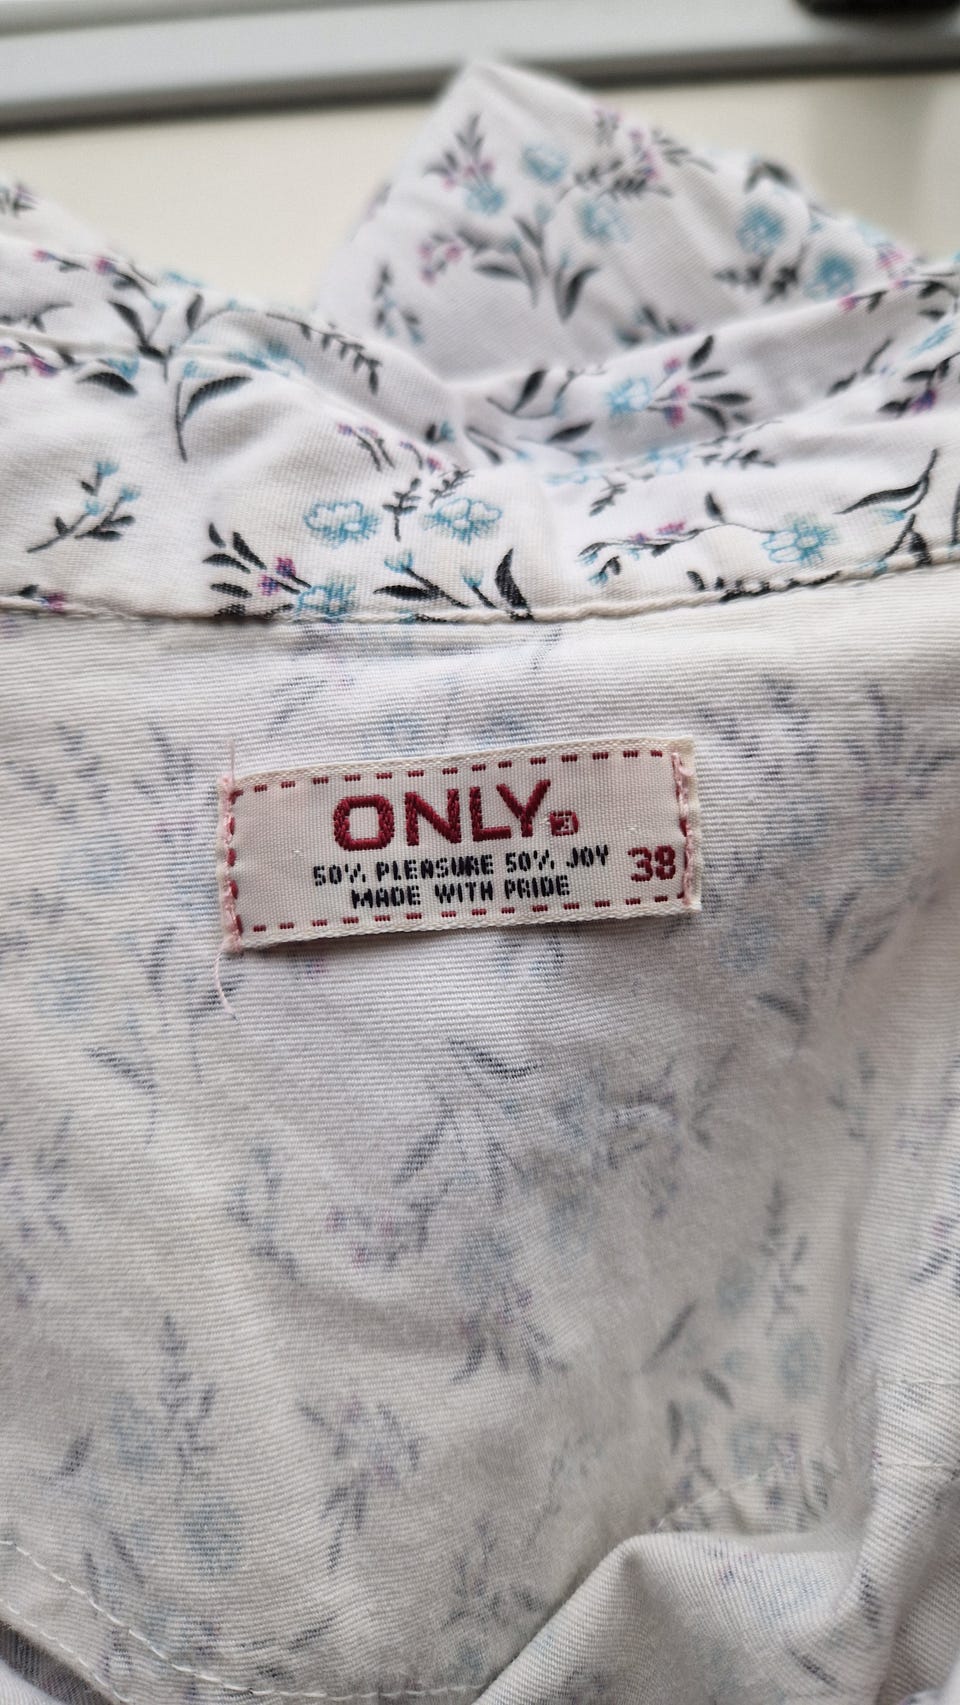 ONLY
50% PLEASURE 50% JOY
MADE WITH PRIDE
38